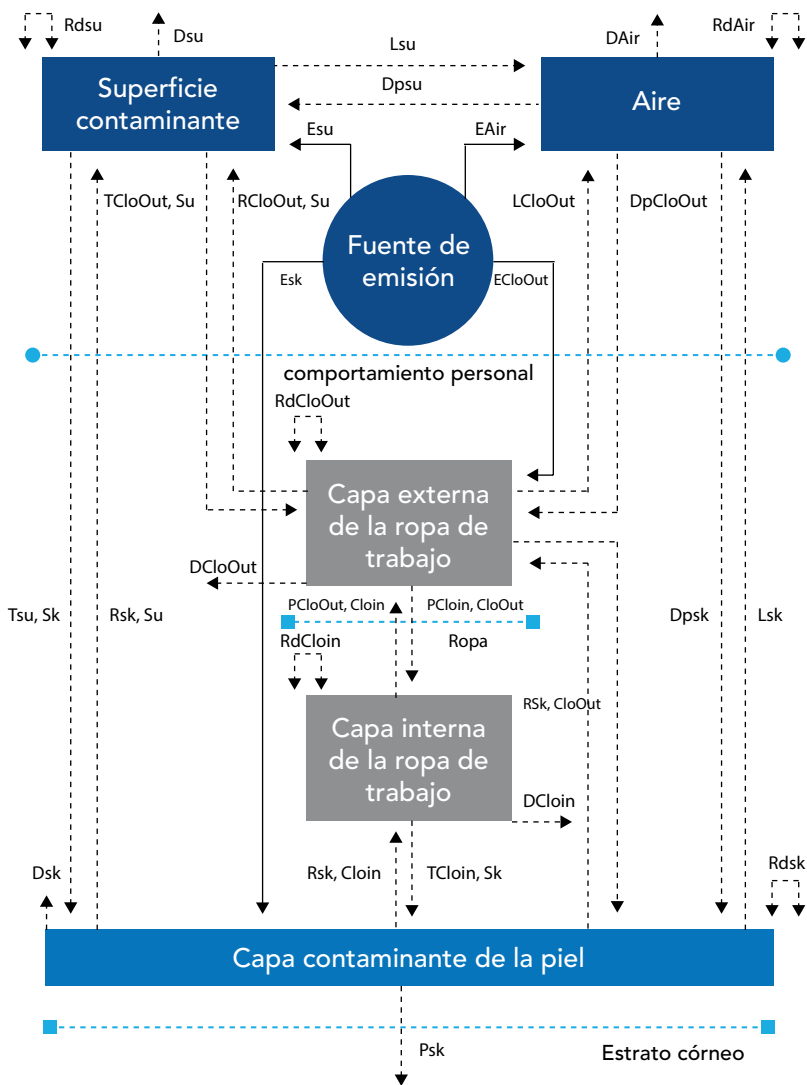 Rdsu
Dsu
Lsu
DAir
RdAir
Superficie
contaminante
Dpsu
Aire
Esu
EAir
TCloOut, Su
RCloOut, Su
LCloOut
DpCloOut
Fuente de
emisión
Esk
ECloOut
comportamiento personal
RdCloOut
Capa externa
de la ropa de
trabajo
DCloOut
PCloOut, Cloin
PCloin, CloOut
Tsu, Sk
Rsk, Su
RdCloin
Ropa
Dpsk
Lsk
Capa interna
de la ropa de
trabajo
RSk, CloOut
DCloin
Dsk
Rsk, Cloin
TCloin, Sk
Rdsk
Capa contaminante de la piel
Psk
Estrato córneo